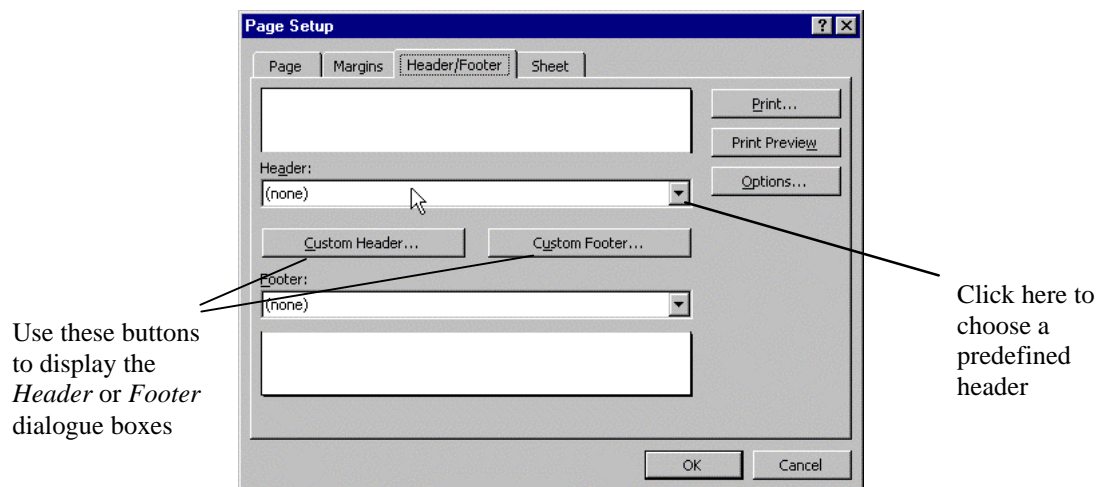 Page Setup
Page Margins Header/Footer Sheet
Print...
Print Preview
Header:
Options...
(none)
Custom Header... Custom Footer...
Footer:
(none)
Use these buttons
to display the
Header or Footer
dialogue boxes
Click here to
choose a
predefined
header
OK Cancel